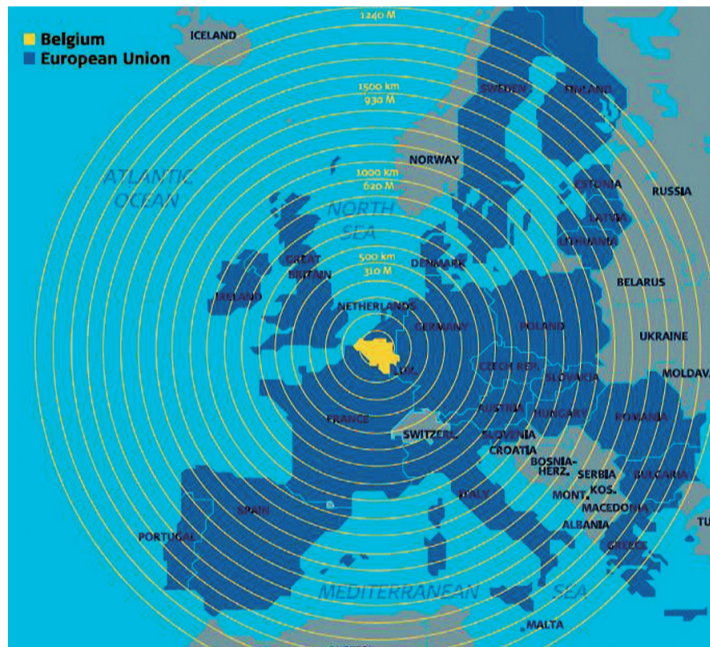 1240 M
ICELAND
Belgium
European Union
1500 km
930 M
SWEDEN
FINLAND
NORWAY
1000 km
620 M
ATLANTIC
OCEAN
ESTONIA
RUSSIA
NORTH
SEA
LATVIA
LITHUANIA
500 km
310 M
GREAT
BRITAIN
DENMARK
BELARUS
IRELAND
NETHERLANDS
GERMANY
POLAND
UKRAINE
LUX.
CZECH REP.
SLOVAKIA
MOLDAVA
AUSTRIA
HUNGARY
ROMANIA
FRANCE
SWITZERL.
SLOVENIA
CROATIA
BOSNIA-
HERZ.
SERBIA
BULGARIA
KOS.
MONT.
ITALY
MACEDONIA
SPAIN
ALBANIA
TU
PORTUGAL
GREECE
MEDITERRANEAN SEA
MALTA